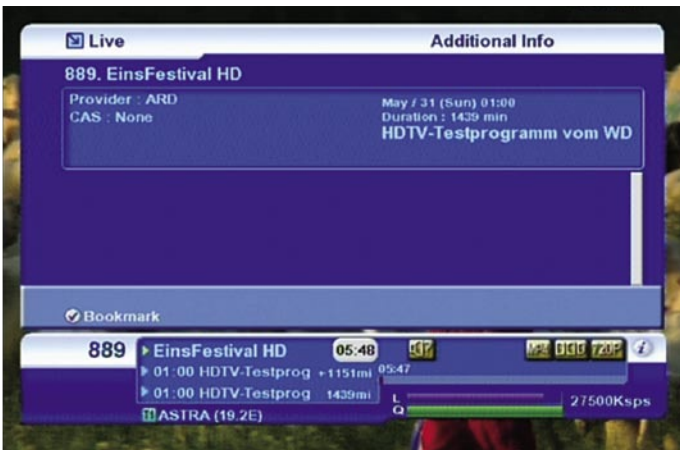 Live
Additional Info
889. EinsFestival HD
Provider : ARD
CAS : None
May / 31 (Sun) 01:00
Duration : 1439 min
HDTV-Testprogramm vom WD
Bookmark
889
EinsFestival HD
05:48
720P
i
01:00 HDTV-Testprog +1151mi
05:47
01:00 HDTV-Testprog 1439mi
L
Q
27500Ksps
ASTRA (19.2E)